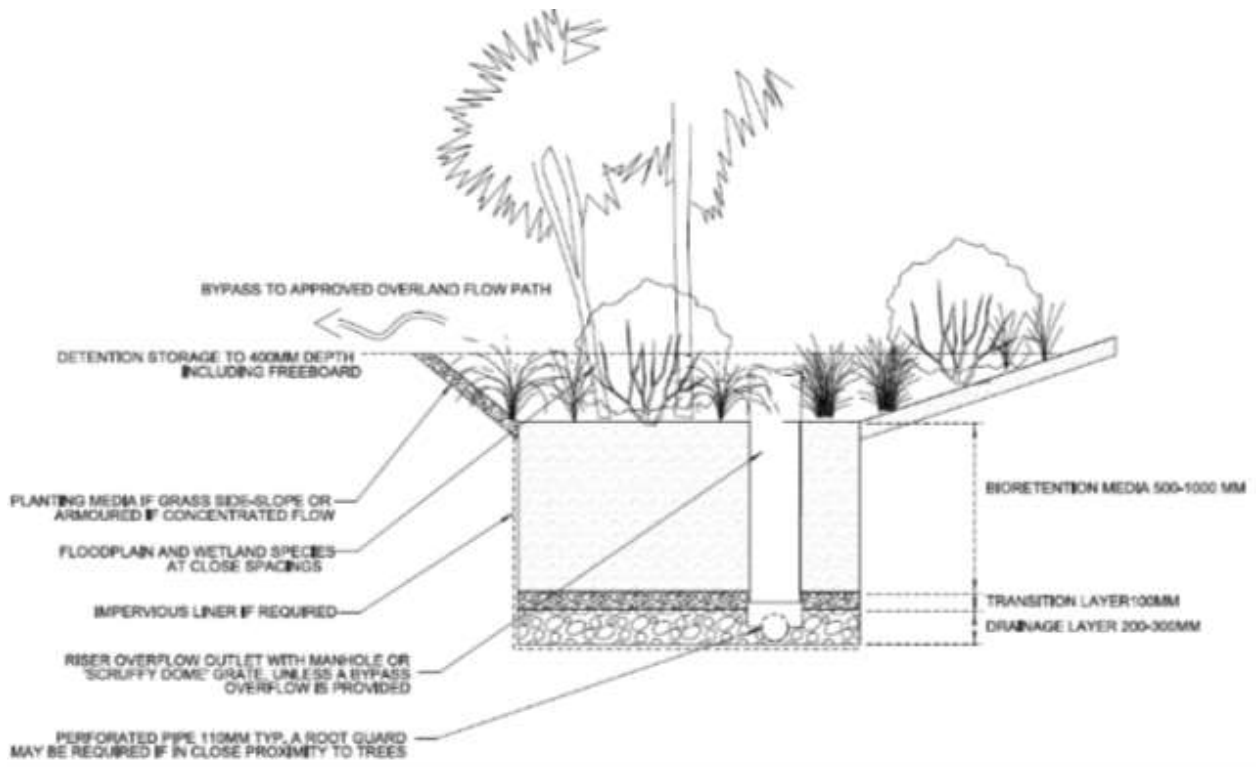 BYPASS TO APPROVED OVERLAND FLOW PATH
DETENTION STORAGE TO 400MM DEPTH
INCLUDING FREEBOARD
PLANTING MEDIA IF GRASS SIDE-SLOPE OR
ARMOURED IF CONCENTRATED FLOW
FLOODPLAIN AND WETLAND SPECIES
AT CLOSE SPACINGS
IMPERVIOUS LINER IF REQUIRED
RISER OVERFLOW OUTLET WITH MANHOLE OR
'SCRUFFY DOME' GRATE, UNLESS A BYPASS
OVERFLOW IS PROVIDED
PERFORATED PIPE 110MM TYP. A ROOT GUARD
MAY BE REQUIRED IF IN CLOSE PROXIMITY TO TREES
BIORETENTION MEDIA 500-1000 MM
TRANSITION LAYER100MM
DRAINAGE LAYER 200-300MM